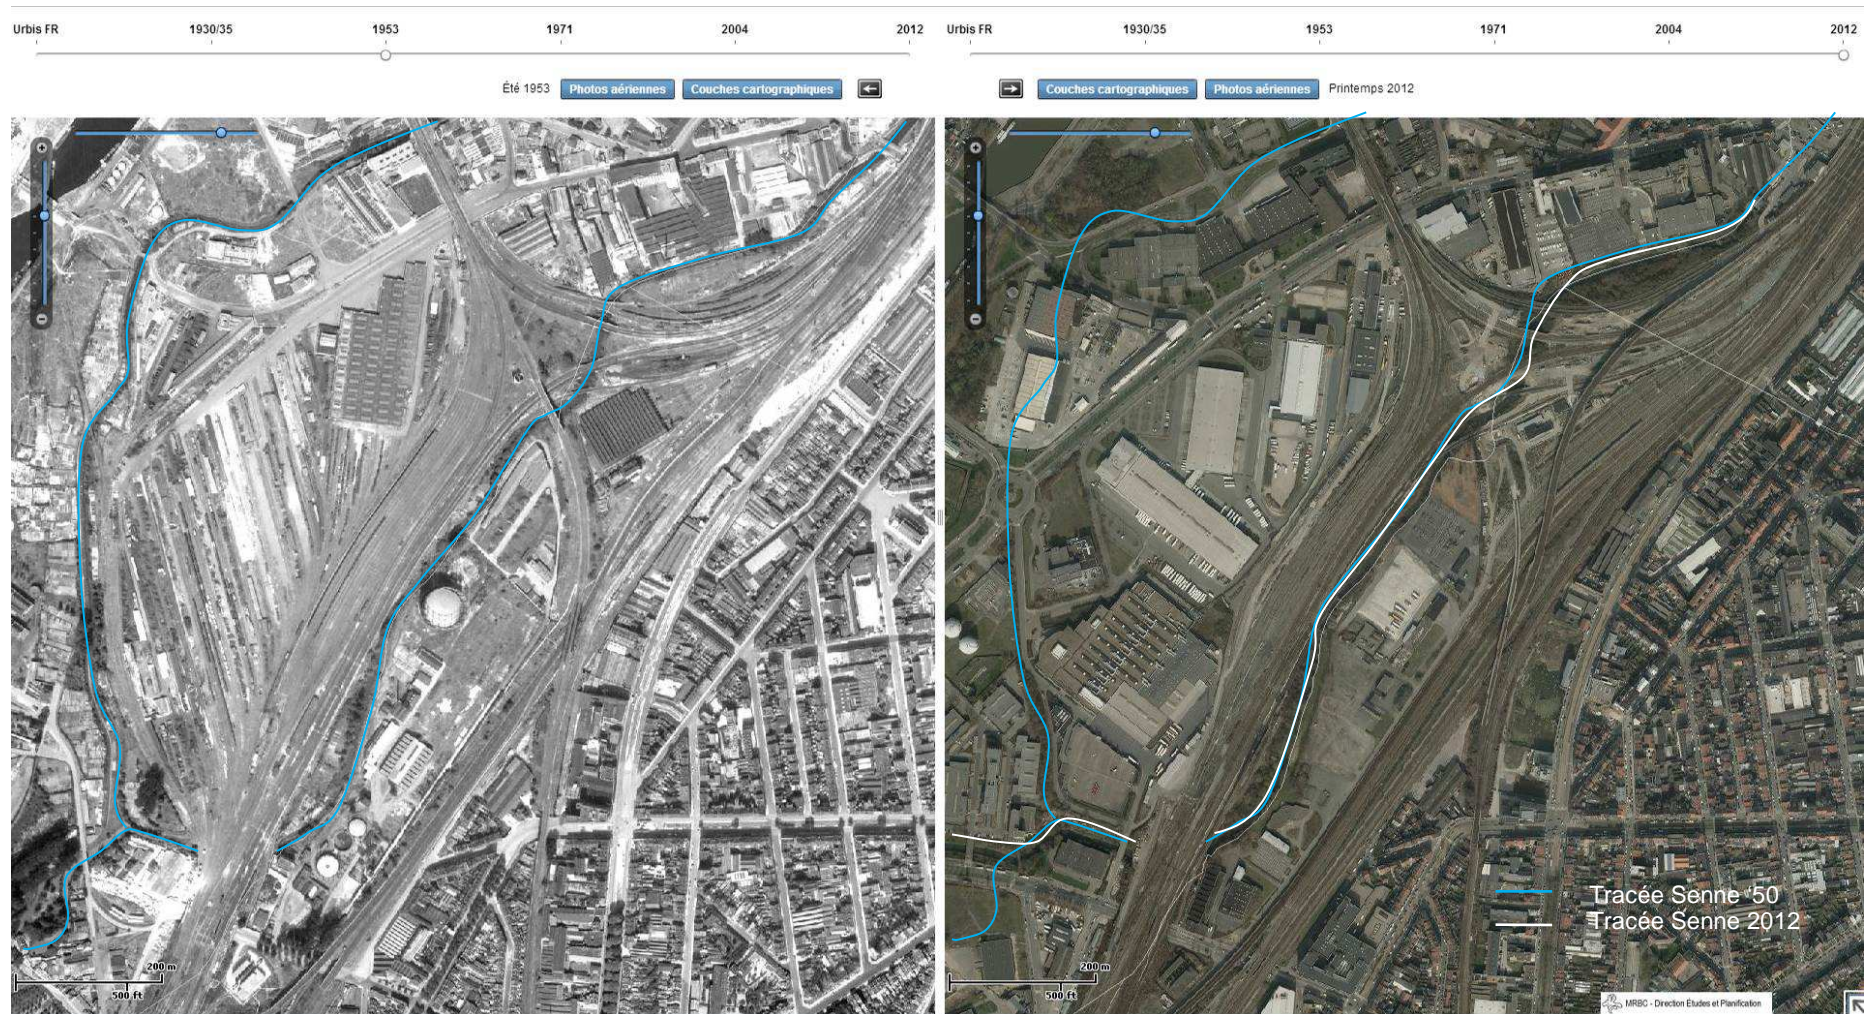 Urbis FR 1930/35 1953 1971 2004 2012
Été 1953 Photos aériennes Couches cartographiques
200 m
500 ft
Urbis FR 1930/35 1953 1971 2004 2012
Couches cartographiques Photos aériennes Printemps 2012
Tracée Senne '50
Tracée Senne 2012
200 m
500 ft
MRBC - Direction Études et Planification